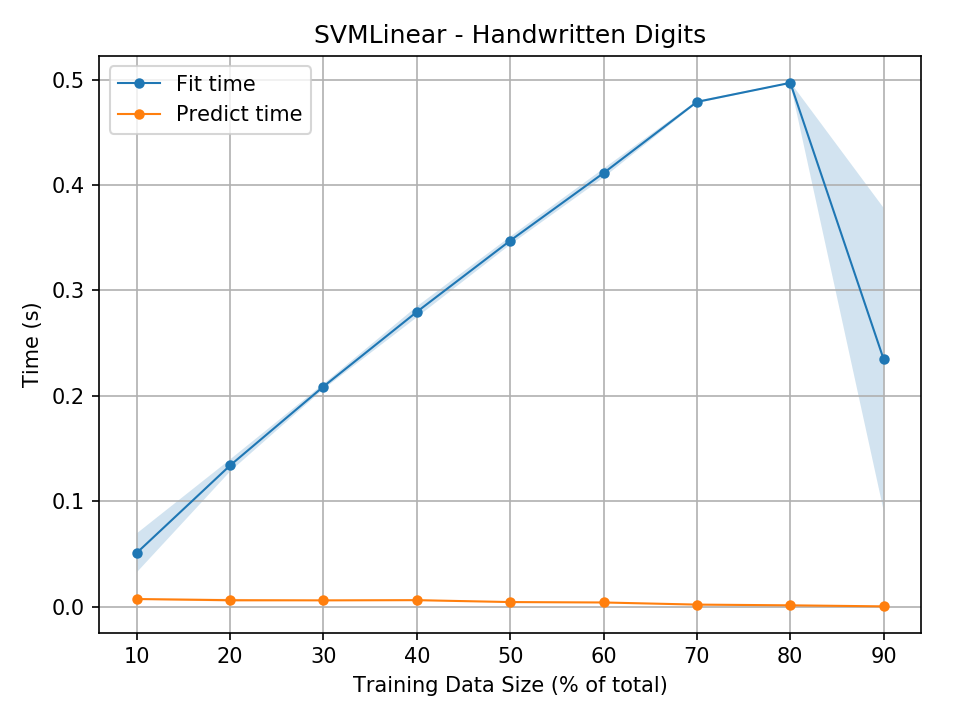 SVMLinear - Handwritten Digits
Fit time
Predict time
Time (s)
0.5
0.4
0.3
0.2
0.1
0.0
10 20 30 40 50 60 70 80 90
Training Data Size (% of total)